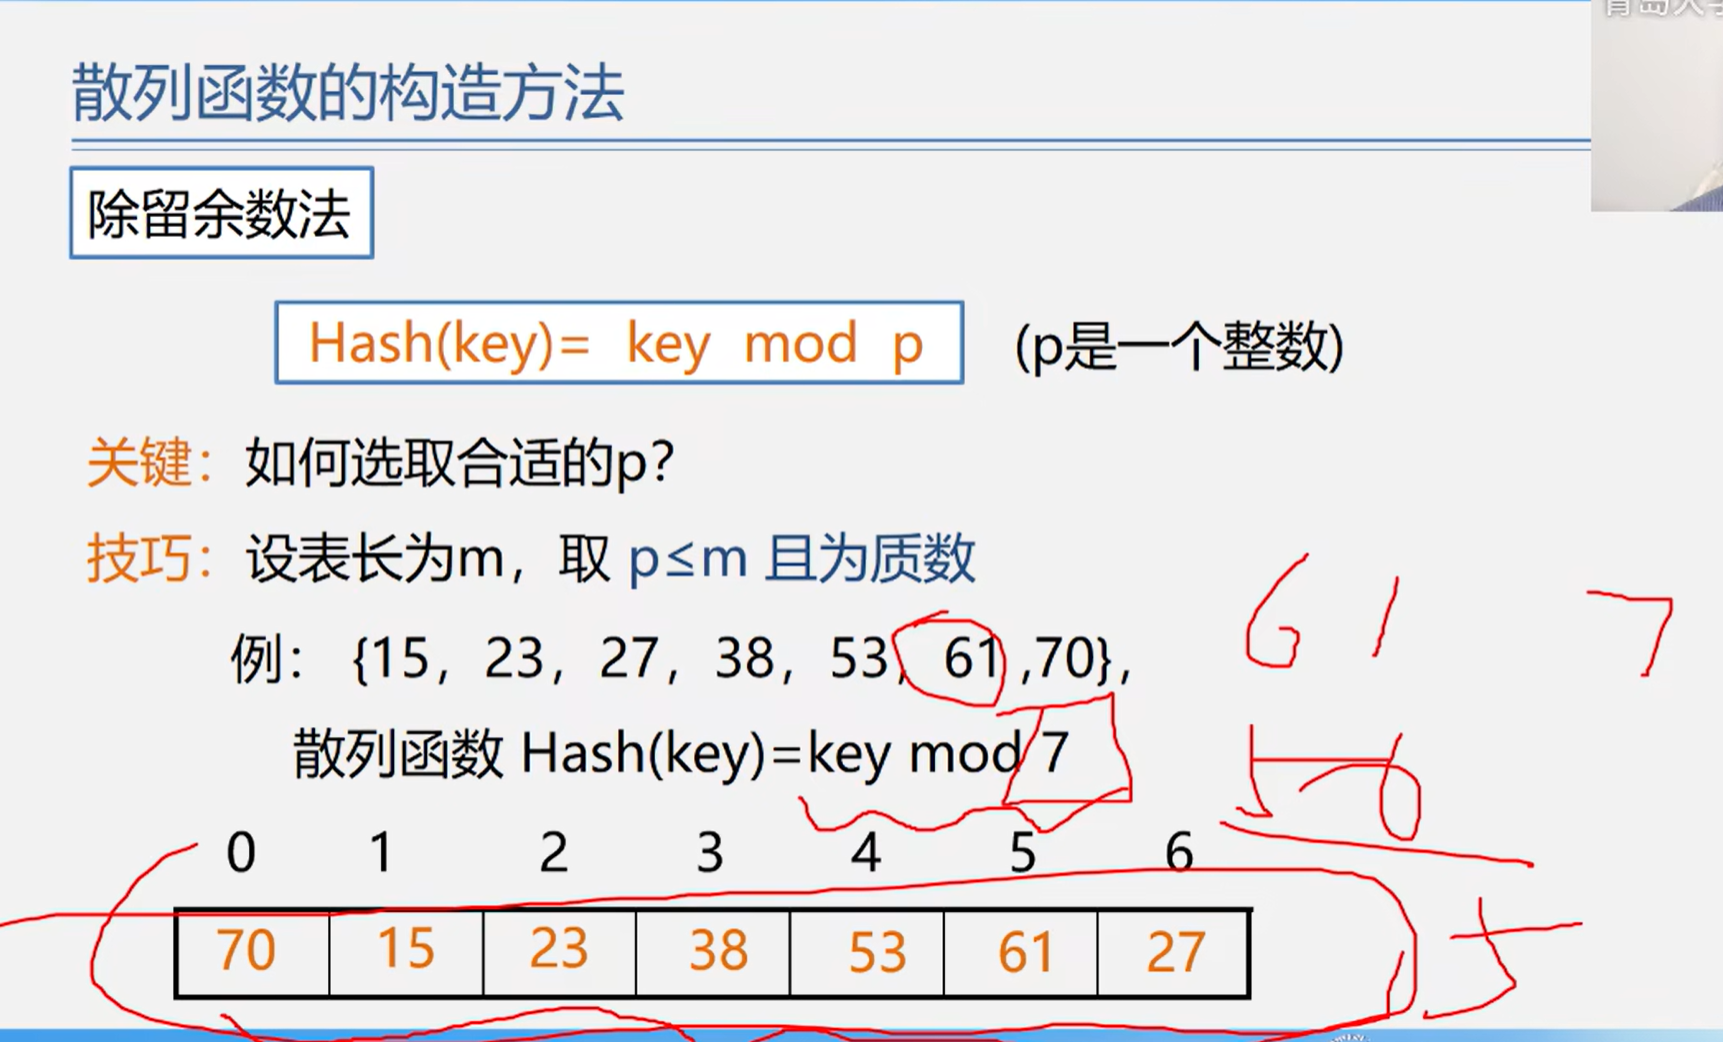 青岛大学
散列函数的构造方法
除留余数法
Hash(key)= key mod p (p是一个整数)
关键：如何选取合适的p？
技巧：设表长为m，取 p≤m 且为质数
例： {15，23，27，38，53，61 ,70}，
散列函数 Hash(key)=key mod 7
0 1 2 3 4 5 6
70 15 23 38 53 61 27
61 7
5